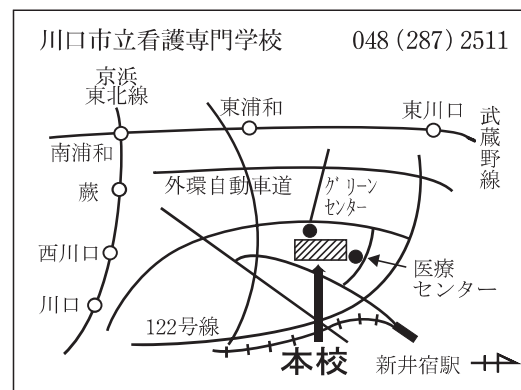 川口市立看護専門学校 048(287)2511
京浜
東北線
東浦和
東川口
武蔵野線
南浦和
外環自動車道
グリーン
センター
蕨
西川口
医療
センター
川口
122号線
本校
新井宿駅